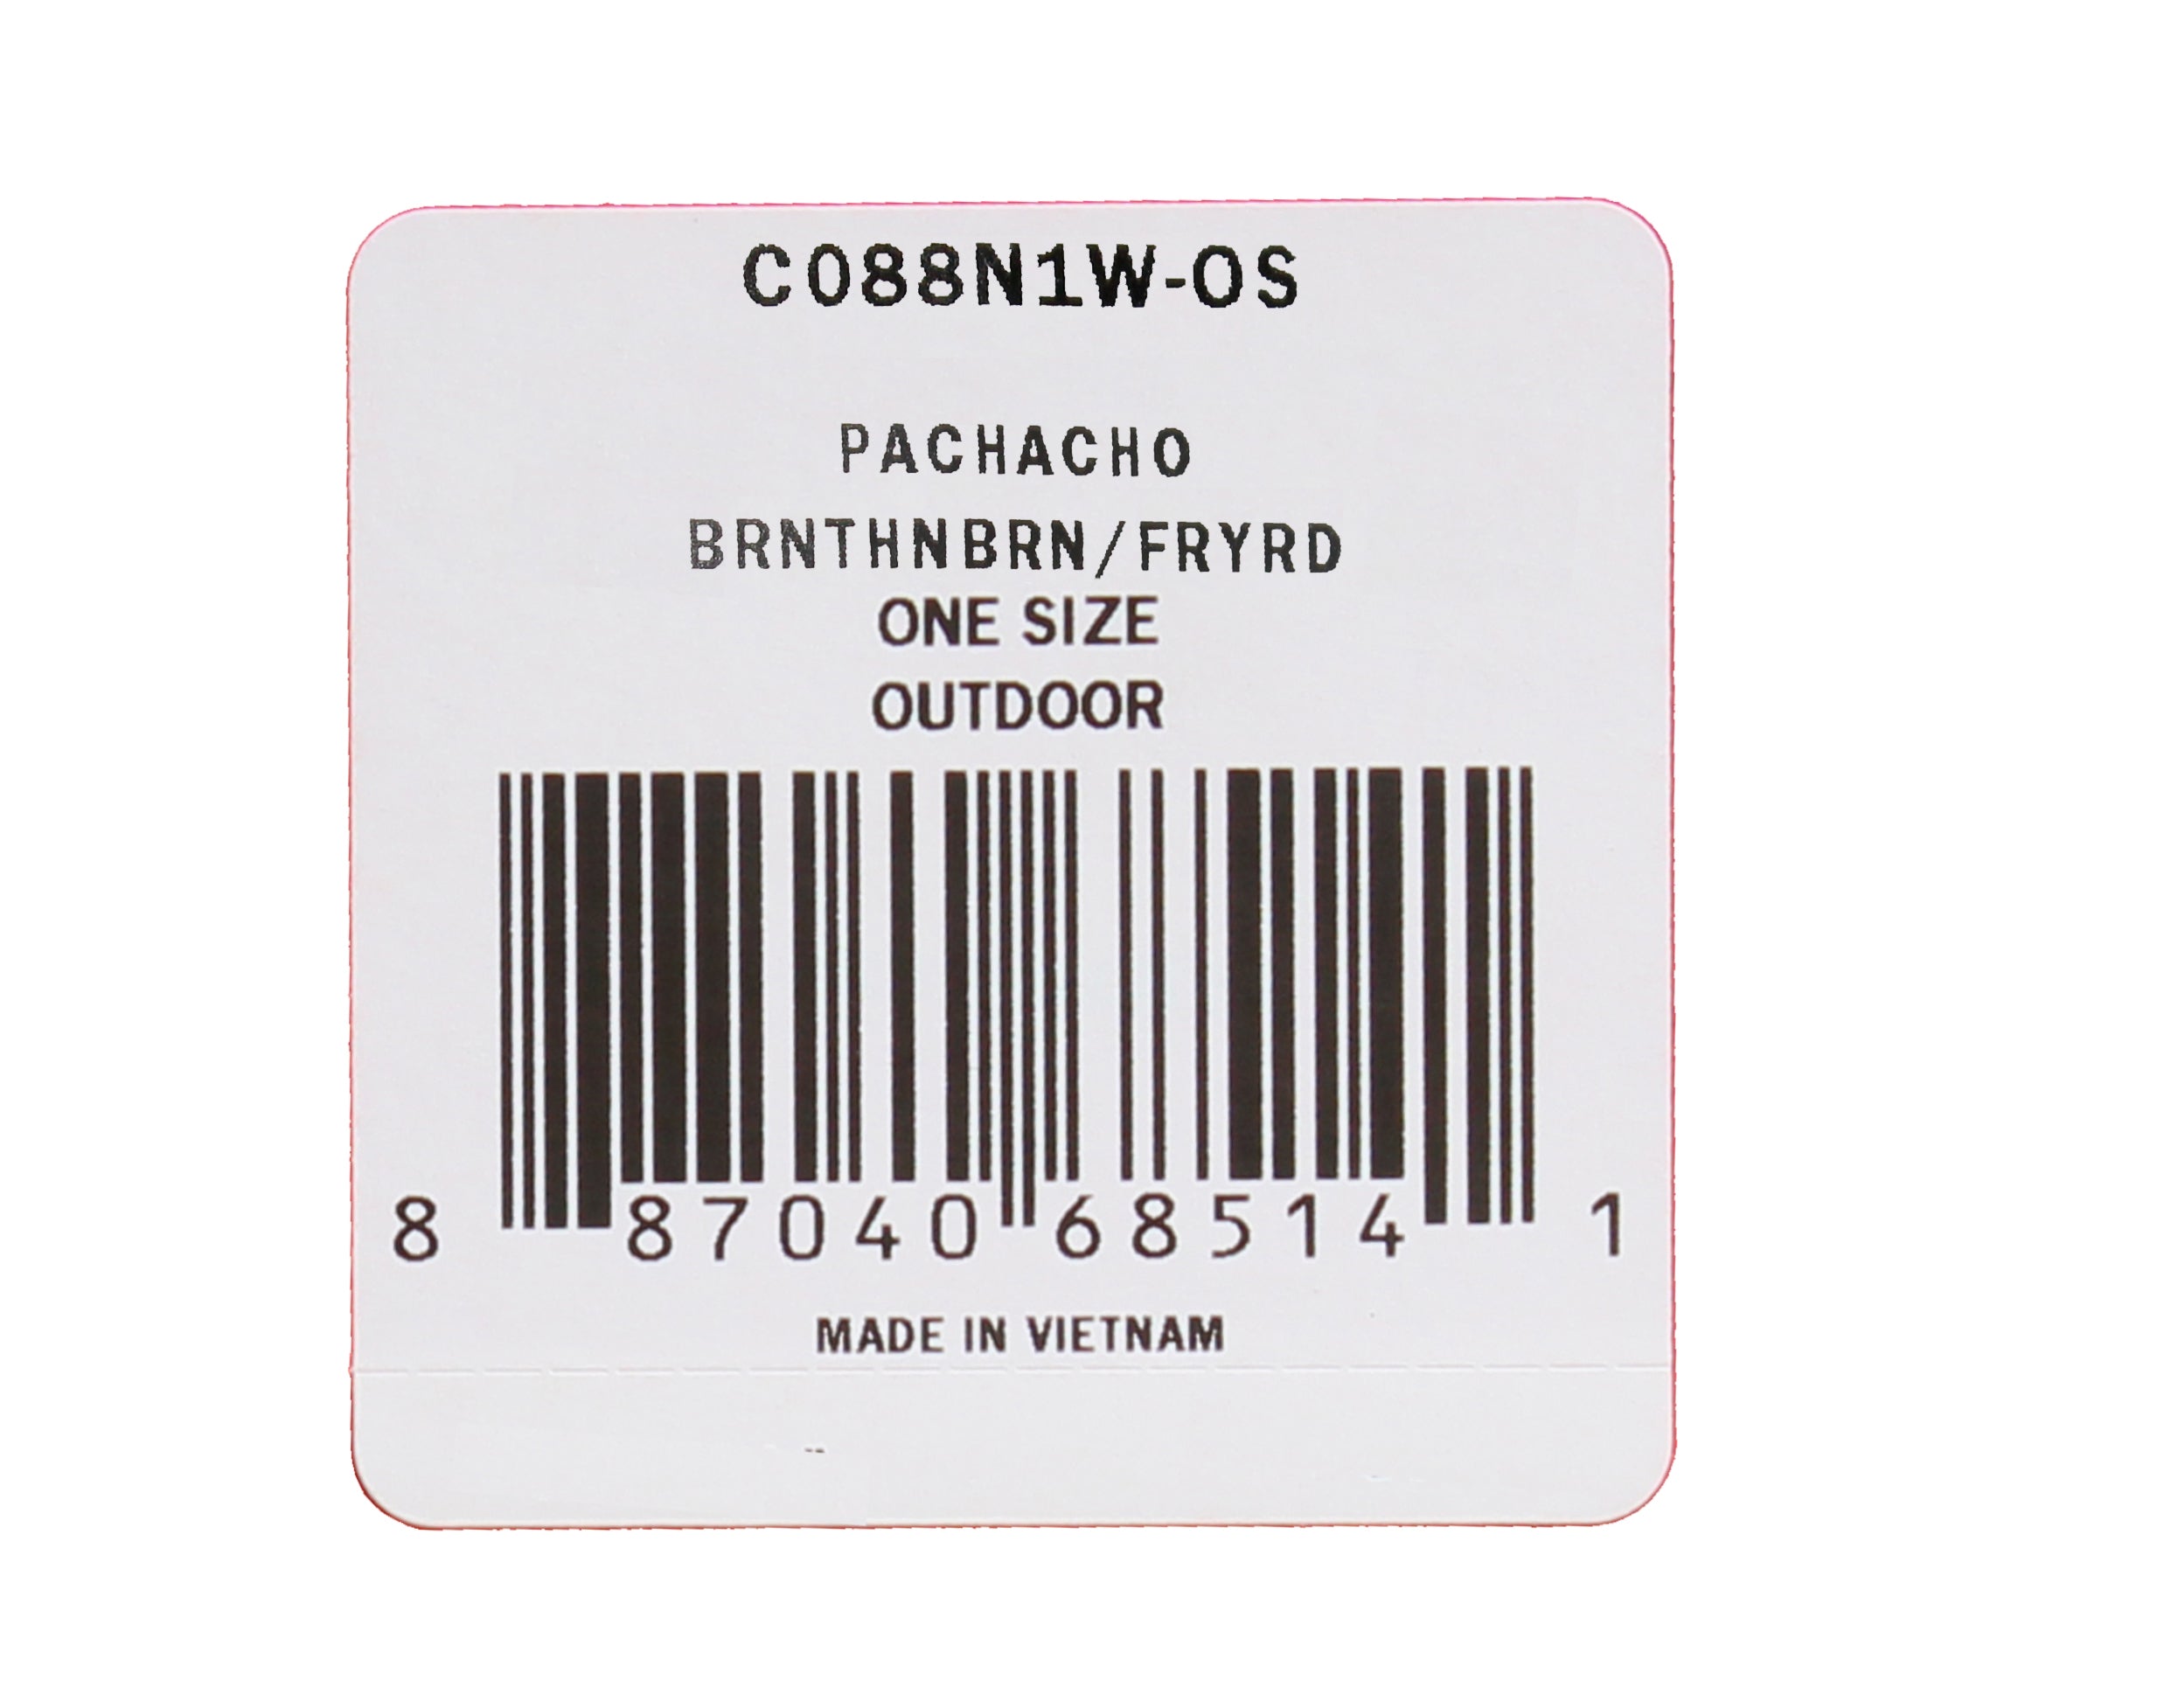 C088N1W-OS
PACHACHO
BRNTHNBRN/FRYRD
ONE SIZE
OUTDOOR
8 87040 68514 1
MADE IN VIETNAM